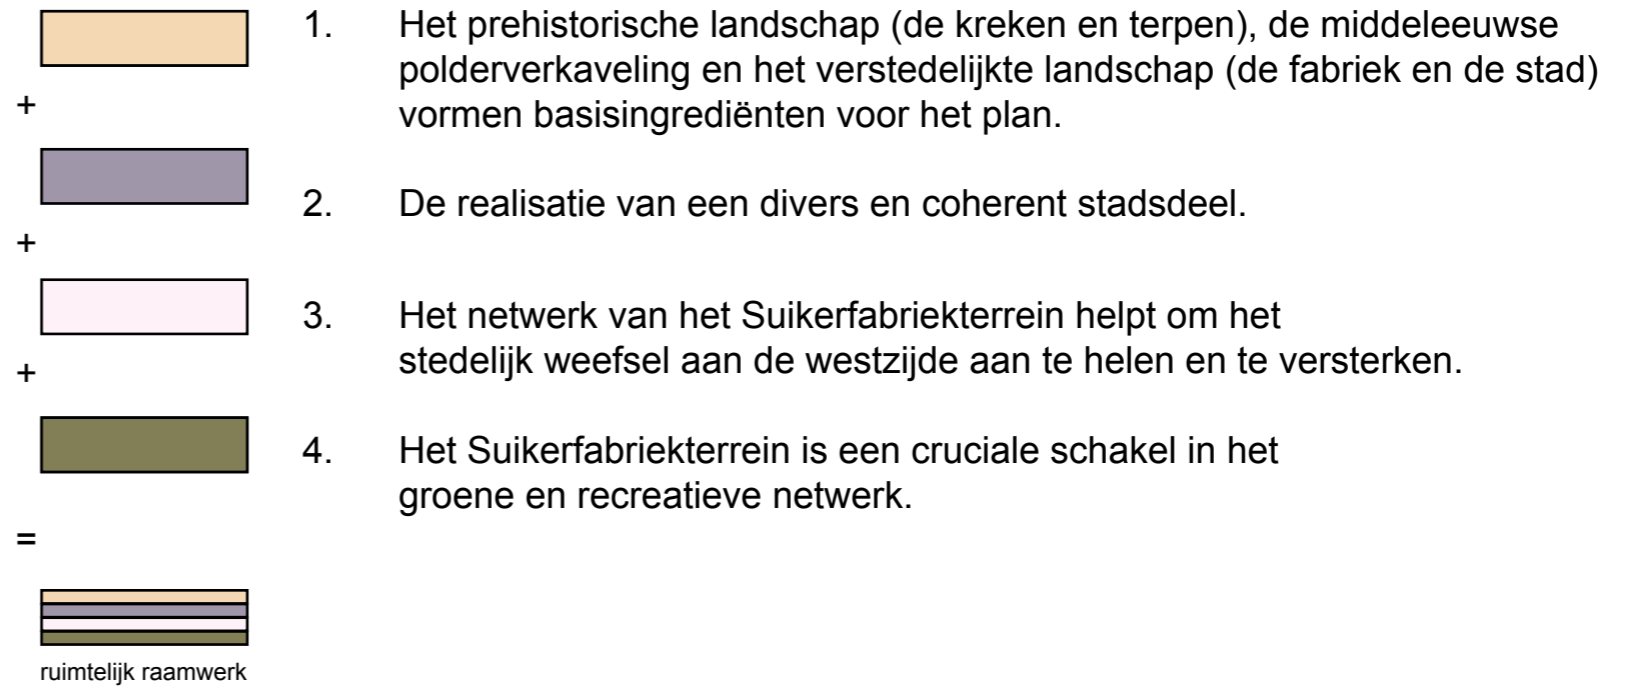 1. Het prehistorische landschap (de kreken en terpen), de middeleeuwse
polderverkaveling en het verstedelijkte landschap (de fabriek en de stad)
+
vormen basisingrediënten voor het plan.
2. De realisatie van een divers en coherent stadsdeel.
+
3. Het netwerk van het Suikerfabriekterrein helpt om het
stedelijk weefsel aan de westzijde aan te helen en te versterken.
+
4. Het Suikerfabriekterrein is een cruciale schakel in het
groene en recreatieve netwerk.
=
ruimtelijk raamwerk